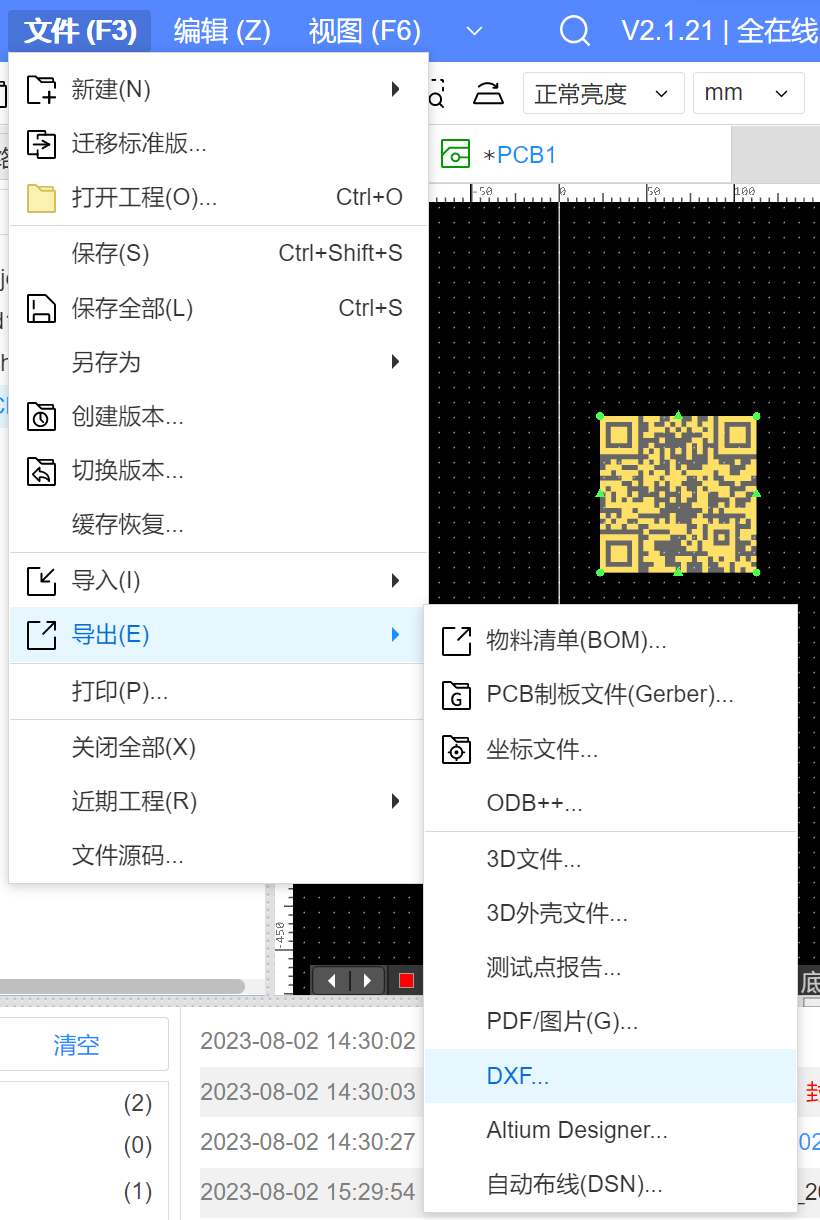 文件 (F3) 编辑 (Z) 视图 (F6) V2.1.21 | 全在线
新建(N)
正常亮度 mm
迁移标准版...
*PCB1
打开工程(O)... Ctrl+O
-50 0 50 100
保存(S) Ctrl+Shift+S
保存全部(L) Ctrl+S
另存为
创建版本...
切换版本...
缓存恢复...
导入(I)
导出(E)
物料清单(BOM)...
打印(P)...
PCB制板文件(Gerber)...
关闭全部(X)
坐标文件...
近期工程(R)
ODB++...
文件源码...
3D文件...
3D外壳文件...
-450
测试点报告...
底
PDF/图片(G)...
清空
2023-08-02 14:30:02
DXF...
2023-08-02 14:30:03
封
(2)
Altium Designer...
2023-08-02 14:30:27
02
(0)
自动布线(DSN)...
2023-08-02 15:29:54
(1)